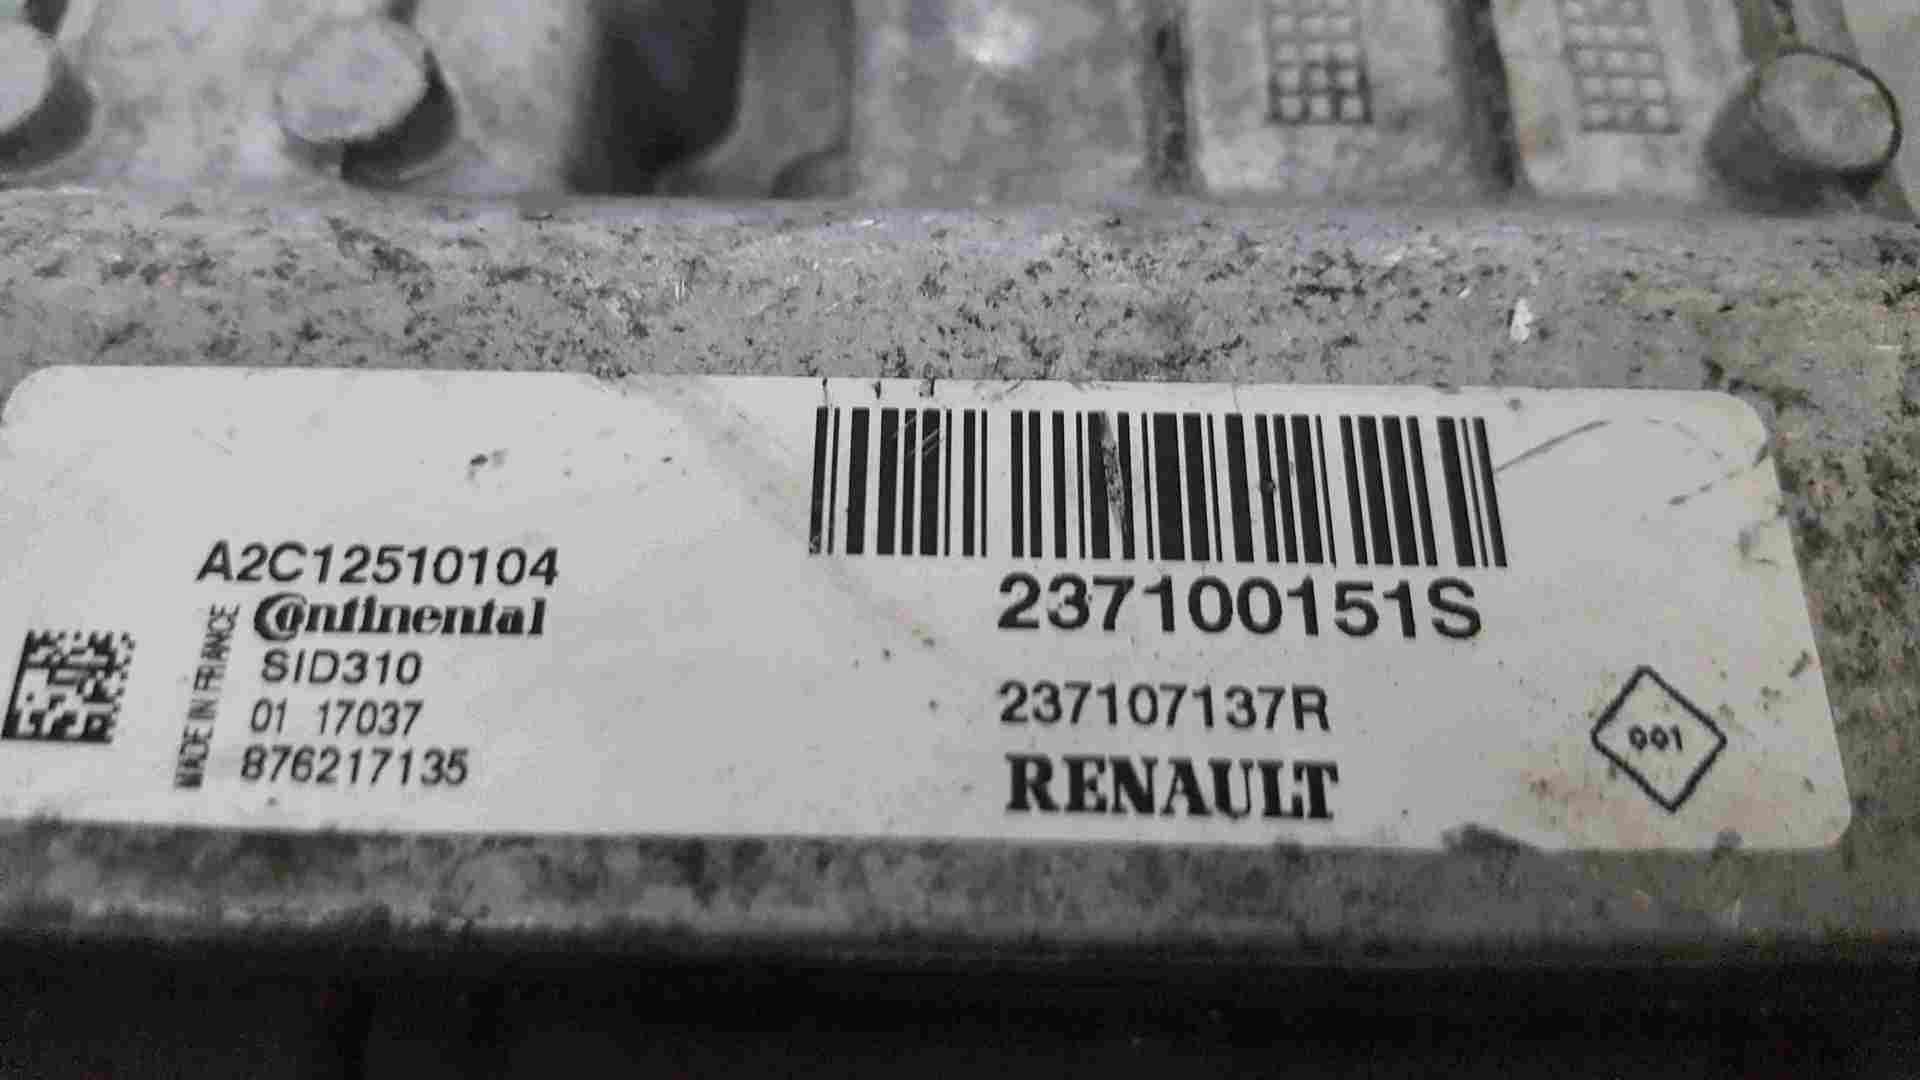 A2C12510104
Continental
SID310
01 17037
876217135
MADE IN FRANCE
237100151S
237107137R
RENAULT
001